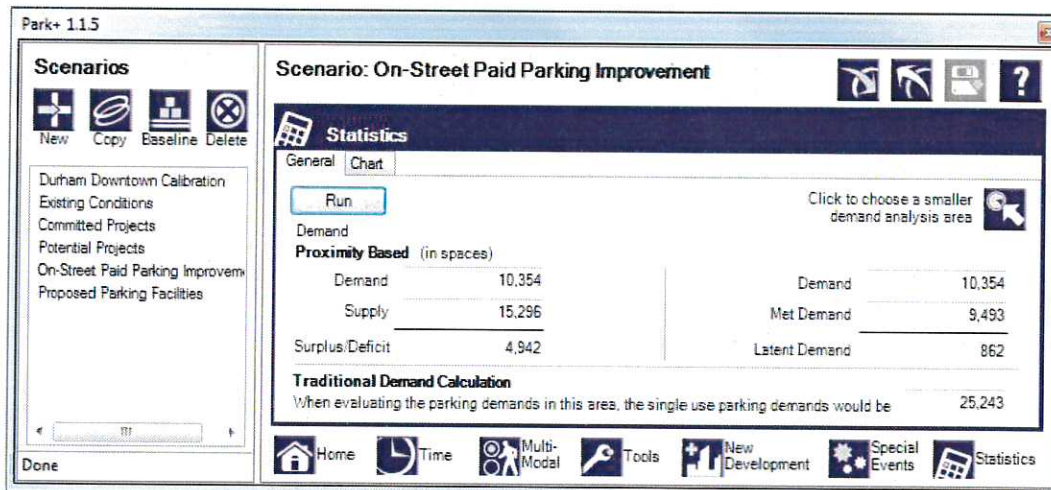 Park+ 1.1.5
Scenarios
New Copy Baseline Delete
Durham Downtown Calibration
Existing Conditions
Committed Projects
Potential Projects
On-Street Paid Parking Improvem
Proposed Parking Facilities
Done
Scenario: On-Street Paid Parking Improvement
?
Statistics
General Chart
Run
Click to choose a smaller
demand analysis area
Demand
Proximity Based (in spaces)
Demand 10,354
Supply 15,296
Surplus/Deficit 4,942
Demand 10,354
Met Demand 9,493
Latent Demand 862
Traditional Demand Calculation
When evaluating the parking demands in this area, the single use parking demands would be 25,243
Home
Time
Multi-
Modal
Tools
New
Development
Special
Events
Statistics